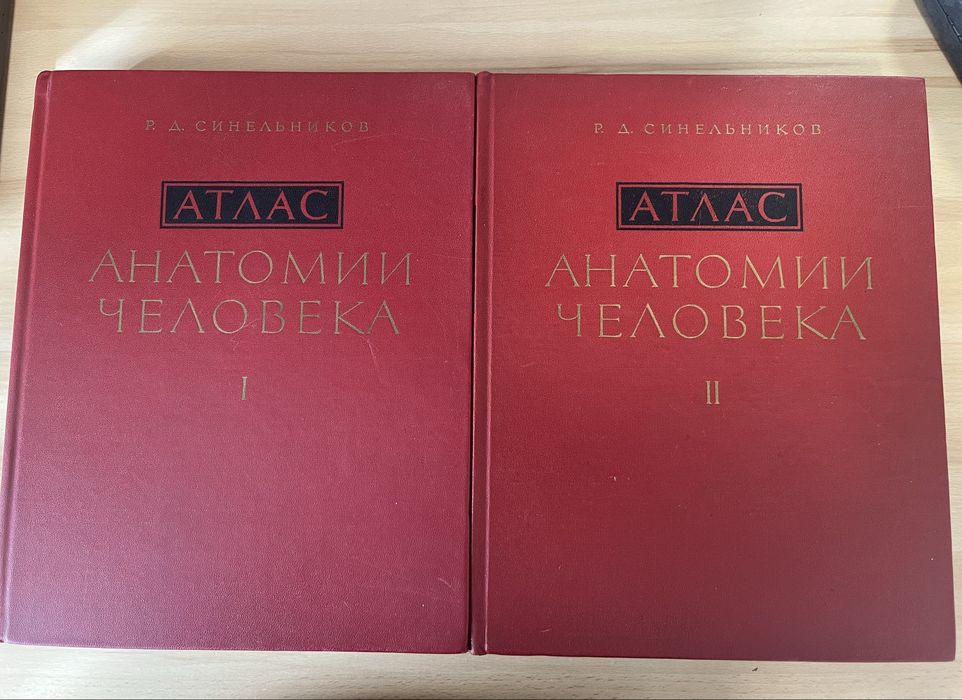 Р. Д. СИНЕЛЬНИКОВ
АТЛАС
АНАТОМИИ
ЧЕЛОВЕКА
I
Р. Д. СИНЕЛЬНИКОВ
АТЛАС
АНАТОМИИ
ЧЕЛОВЕКА
II